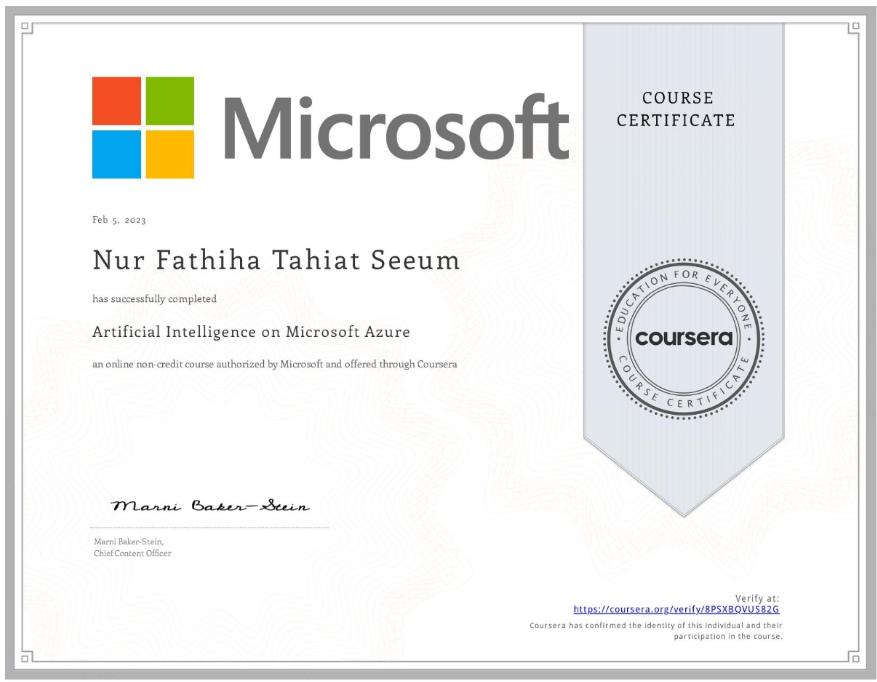 Microsoft
COURSE
CERTIFICATE
Feb 5, 2023
Nur Fathiha Tahiat Seeum
has successfully completed
Artificial Intelligence on Microsoft Azure
an online non-credit course authorized by Microsoft and offered through Coursera
EDUCATION FOR EVERYONE
coursera
COURSE CERTIFICATE
Marni Baker-Stein
Marni Baker-Stein,
Chief Content Officer
Verify at:
https://coursera.org/verify/8PSXBQVUS82G
Coursera has confirmed the identity of this individual and their
participation in the course.